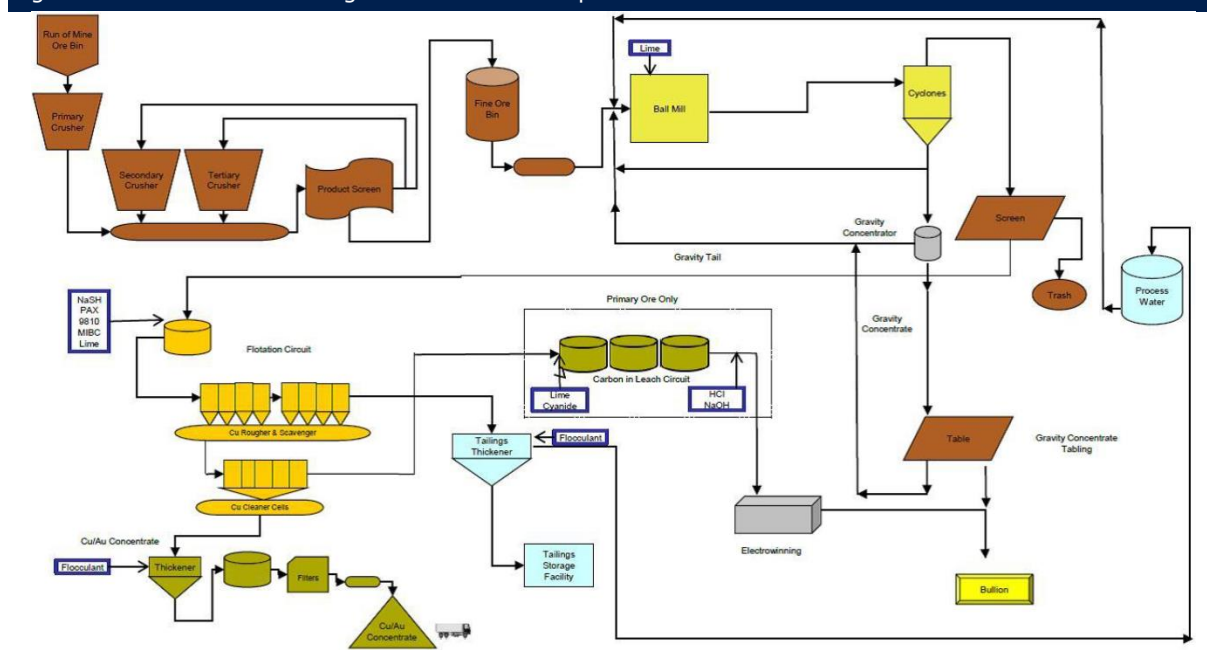 Run of Mine
Ore Bin
Primary
Crusher
Secondary
Crusher
Tertiary
Crusher
Product Screen
Fine Ore
Bin
Lime
Ball Mill
Cyclones
Screen
Gravity
Concentrator
Gravity Tail
Trash
Process
Water
NaSH
PAX
9810
MIBC
Lime
Flotation Circuit
Primary Ore Only
Carbon in Leach Circuit
Lime
Cyanide
HCl
NaOH
Gravity
Concentrate
Cu Rougher & Scavenger
Tailings
Thickener
Flocculant
Table
Gravity Concentrate
Tabling
Cu Cleaner Cells
Electrowinning
Cu/Au Concentrate
Flocculant
Thickener
Filters
Tailings
Storage
Facility
Bullion
Cu/Au
Concentrate